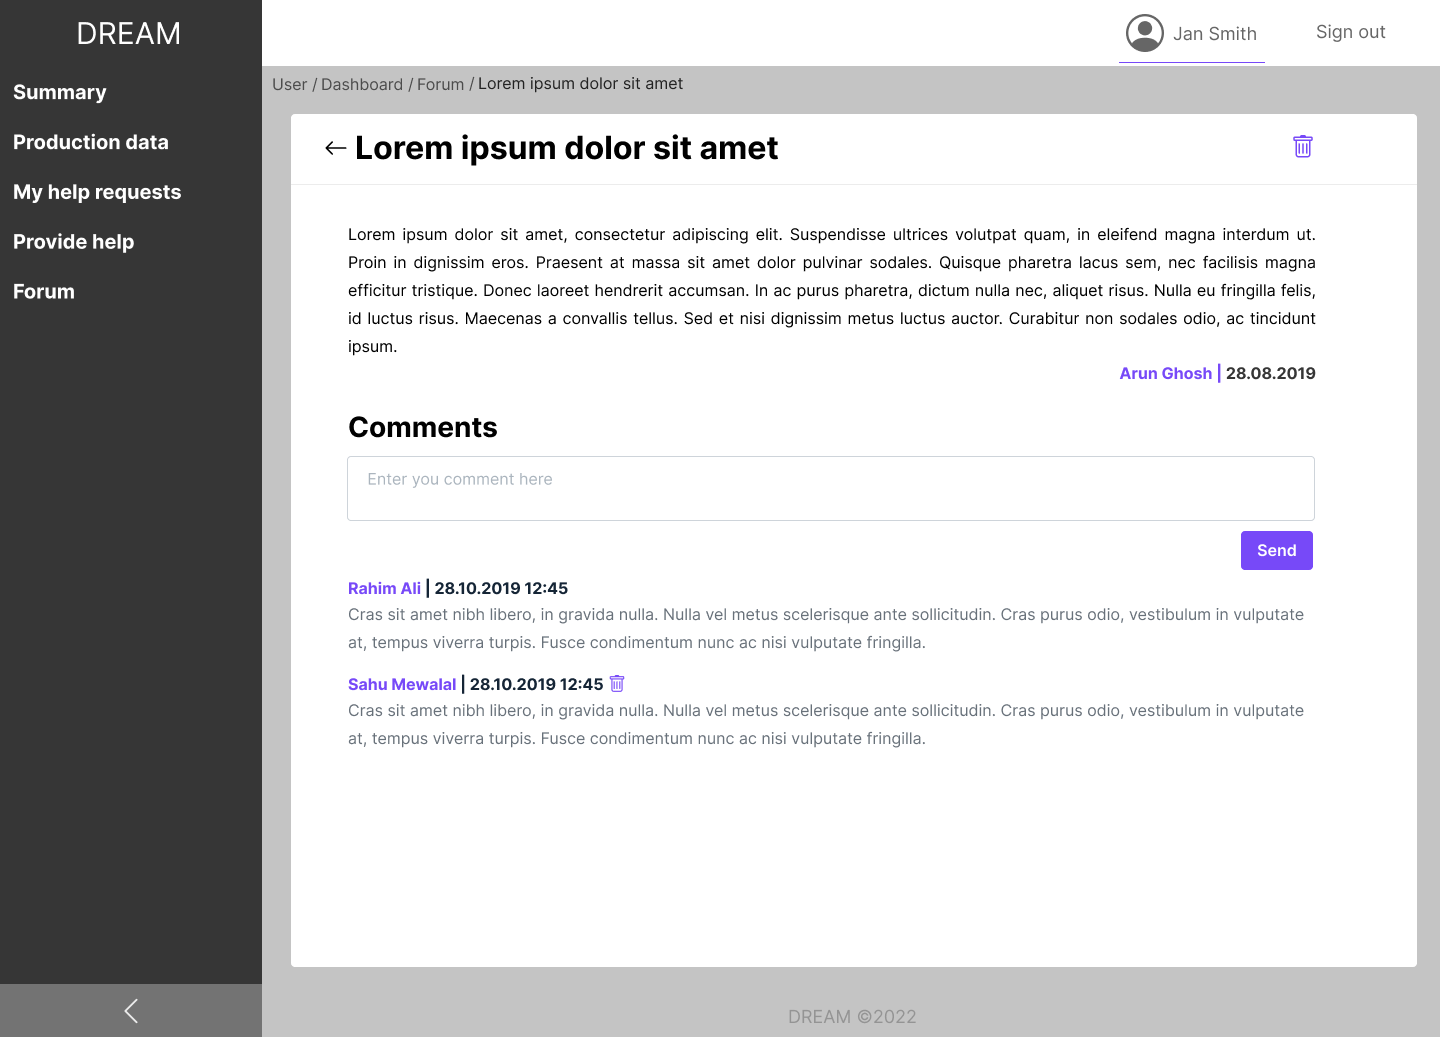 DREAM
Jan Smith
Sign out
Summary
Production data
My help requests
Provide help
Forum
User / Dashboard / Forum / Lorem ipsum dolor sit amet
Lorem ipsum dolor sit amet
Lorem ipsum dolor sit amet, consectetur adipiscing elit. Suspendisse ultrices volutpat quam, in eleifend magna interdum ut.
Proin in dignissim eros. Praesent at massa sit amet dolor pulvinar sodales. Quisque pharetra lacus sem, nec facilisis magna
efficitur tristique. Donec laoreet hendrerit accumsan. In ac purus pharetra, dictum nulla nec, aliquet risus. Nulla eu fringilla felis,
id luctus risus. Maecenas a convallis tellus. Sed et nisi dignissim metus luctus auctor. Curabitur non sodales odio, ac tincidunt
ipsum.
Arun Ghosh | 28.08.2019
Comments
Enter you comment here
Send
Rahim Ali | 28.10.2019 12:45
Cras sit amet nibh libero, in gravida nulla. Nulla vel metus scelerisque ante sollicitudin. Cras purus odio, vestibulum in vulputate
at, tempus viverra turpis. Fusce condimentum nunc ac nisi vulputate fringilla.
Sahu Mewalal | 28.10.2019 12:45
Cras sit amet nibh libero, in gravida nulla. Nulla vel metus scelerisque ante sollicitudin. Cras purus odio, vestibulum in vulputate
at, tempus viverra turpis. Fusce condimentum nunc ac nisi vulputate fringilla.
DREAM ©2022